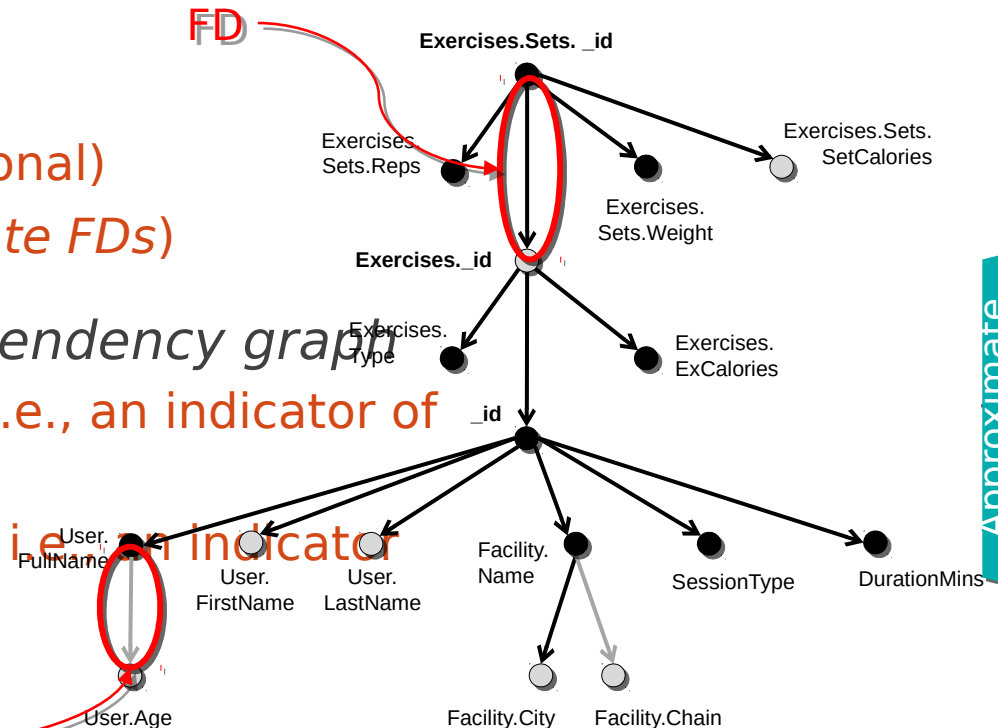 FD
Exercises.Sets. _id
Exercises.
Sets.Reps
Exercises.Sets.
SetCalories
onal)
Exercises.
Sets.Weight
te FDs)
Exercises._id
Approximate
endency graph
Exercises.
Type
Exercises.
ExCalories
.e., an indicator of
_id
i.e., an indicator
User.
FullName
User.
FirstName
User.
LastName
Facility.
Name
SessionType
DurationMins
User.Age
Facility.City
Facility.Chain